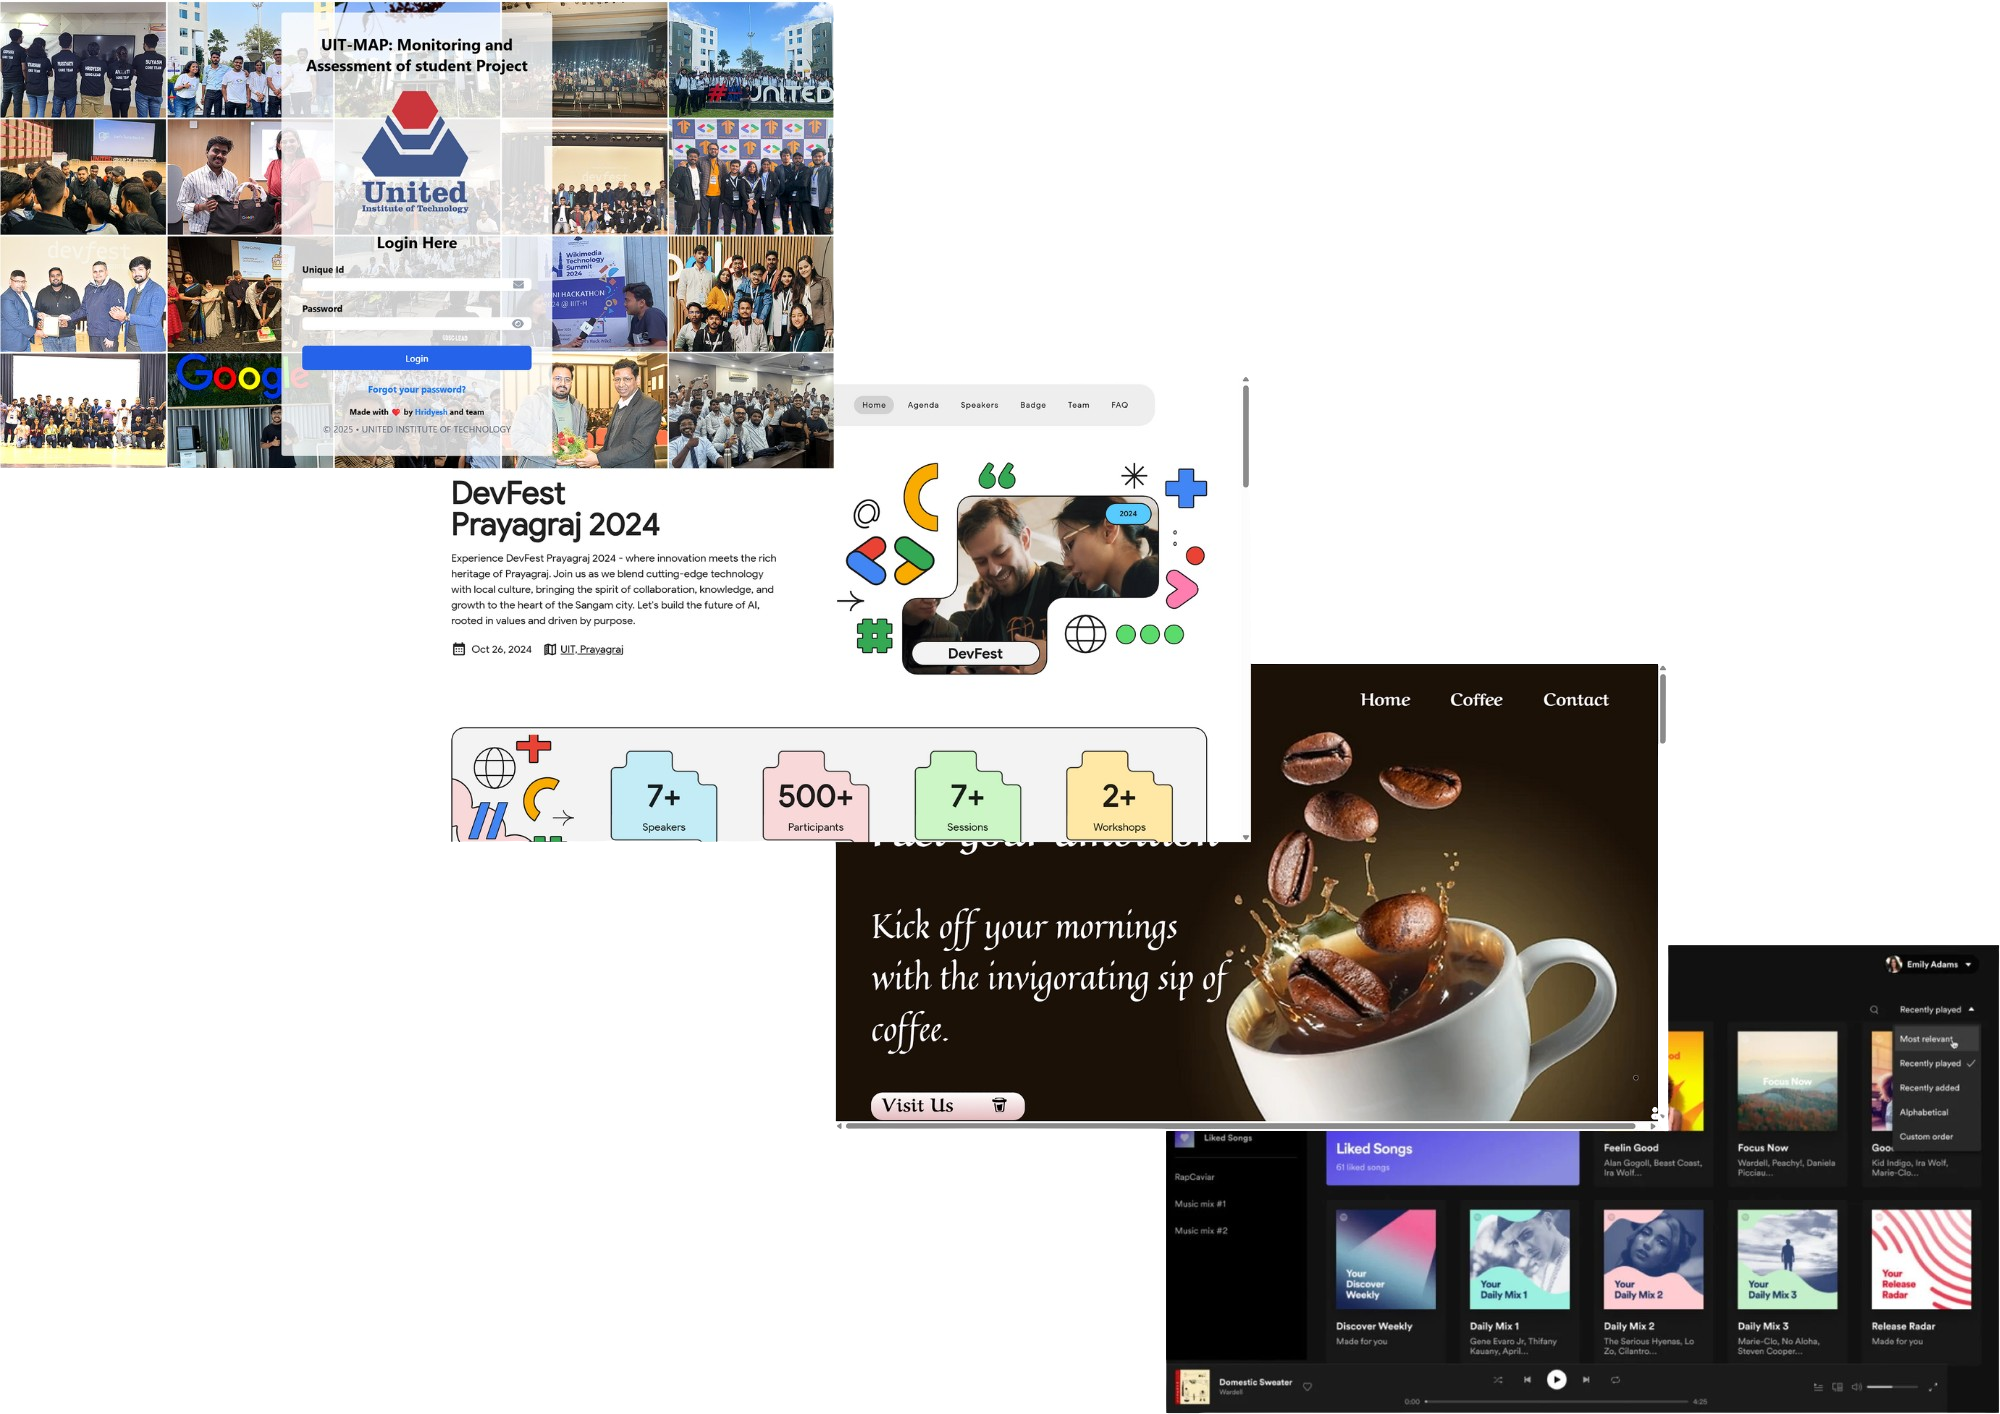 UIT-MAP: Monitoring and
Assessment of student Project
United
Institute of Technology
Login Here
Unique Id
Password
Login
Forgot your password?
Made with ❤ by Hridyesh and team
© 2025 • UNITED INSTITUTE OF TECHNOLOGY
UNITED
devfest
devfest
Wikimedia
Technology
Summit
2024
Google
Home
Agenda
Speakers
Badge
Team
FAQ
DevFest
Prayagraj 2024
Experience DevFest Prayagraj 2024 - where innovation meets the rich
heritage of Prayagraj. Join us as we blend cutting-edge technology
with local culture, bringing the spirit of collaboration, knowledge, and
growth to the heart of the Sangam city. Let's build the future of AI,
rooted in values and driven by purpose.
Oct 26, 2024
UIT, Prayagraj
2024
DevFest
7+
Speakers
500+
Participants
7+
Sessions
2+
Workshops
Home
Coffee
Contact
Fuel your ambition
Kick off your mornings
with the invigorating sip of
coffee.
Visit Us
Emily Adams
Recently played
Most relevant
Recently played
Recently added
Alphabetical
Custom order
Liked Songs
RapCaviar
Music mix #1
Music mix #2
Liked Songs
61 liked songs
Feelin Good
Alan Gogoll, Beast Coast,
Ira Wolf...
Focus Now
Focus Now
Wardell, Peachy!, Daniela
Picciau...
Kid Indigo, Ira Wolf,
Marie-Clo...
Your
Discover
Weekly
Discover Weekly
Made for you
Your
Daily Mix 1
Daily Mix 1
Gene Evaro Jr, Thifany
Kauany, April...
Your
Daily Mix 2
Daily Mix 2
The Serious Hyenas, Lo
Zo, Cilantro...
Your
Daily Mix 3
Daily Mix 3
Marie-Clo, No Aloha,
Steven Cooper...
Your
Release
Radar
Release Radar
Made for you
Domestic Sweater
Wardell
0:00
4:25